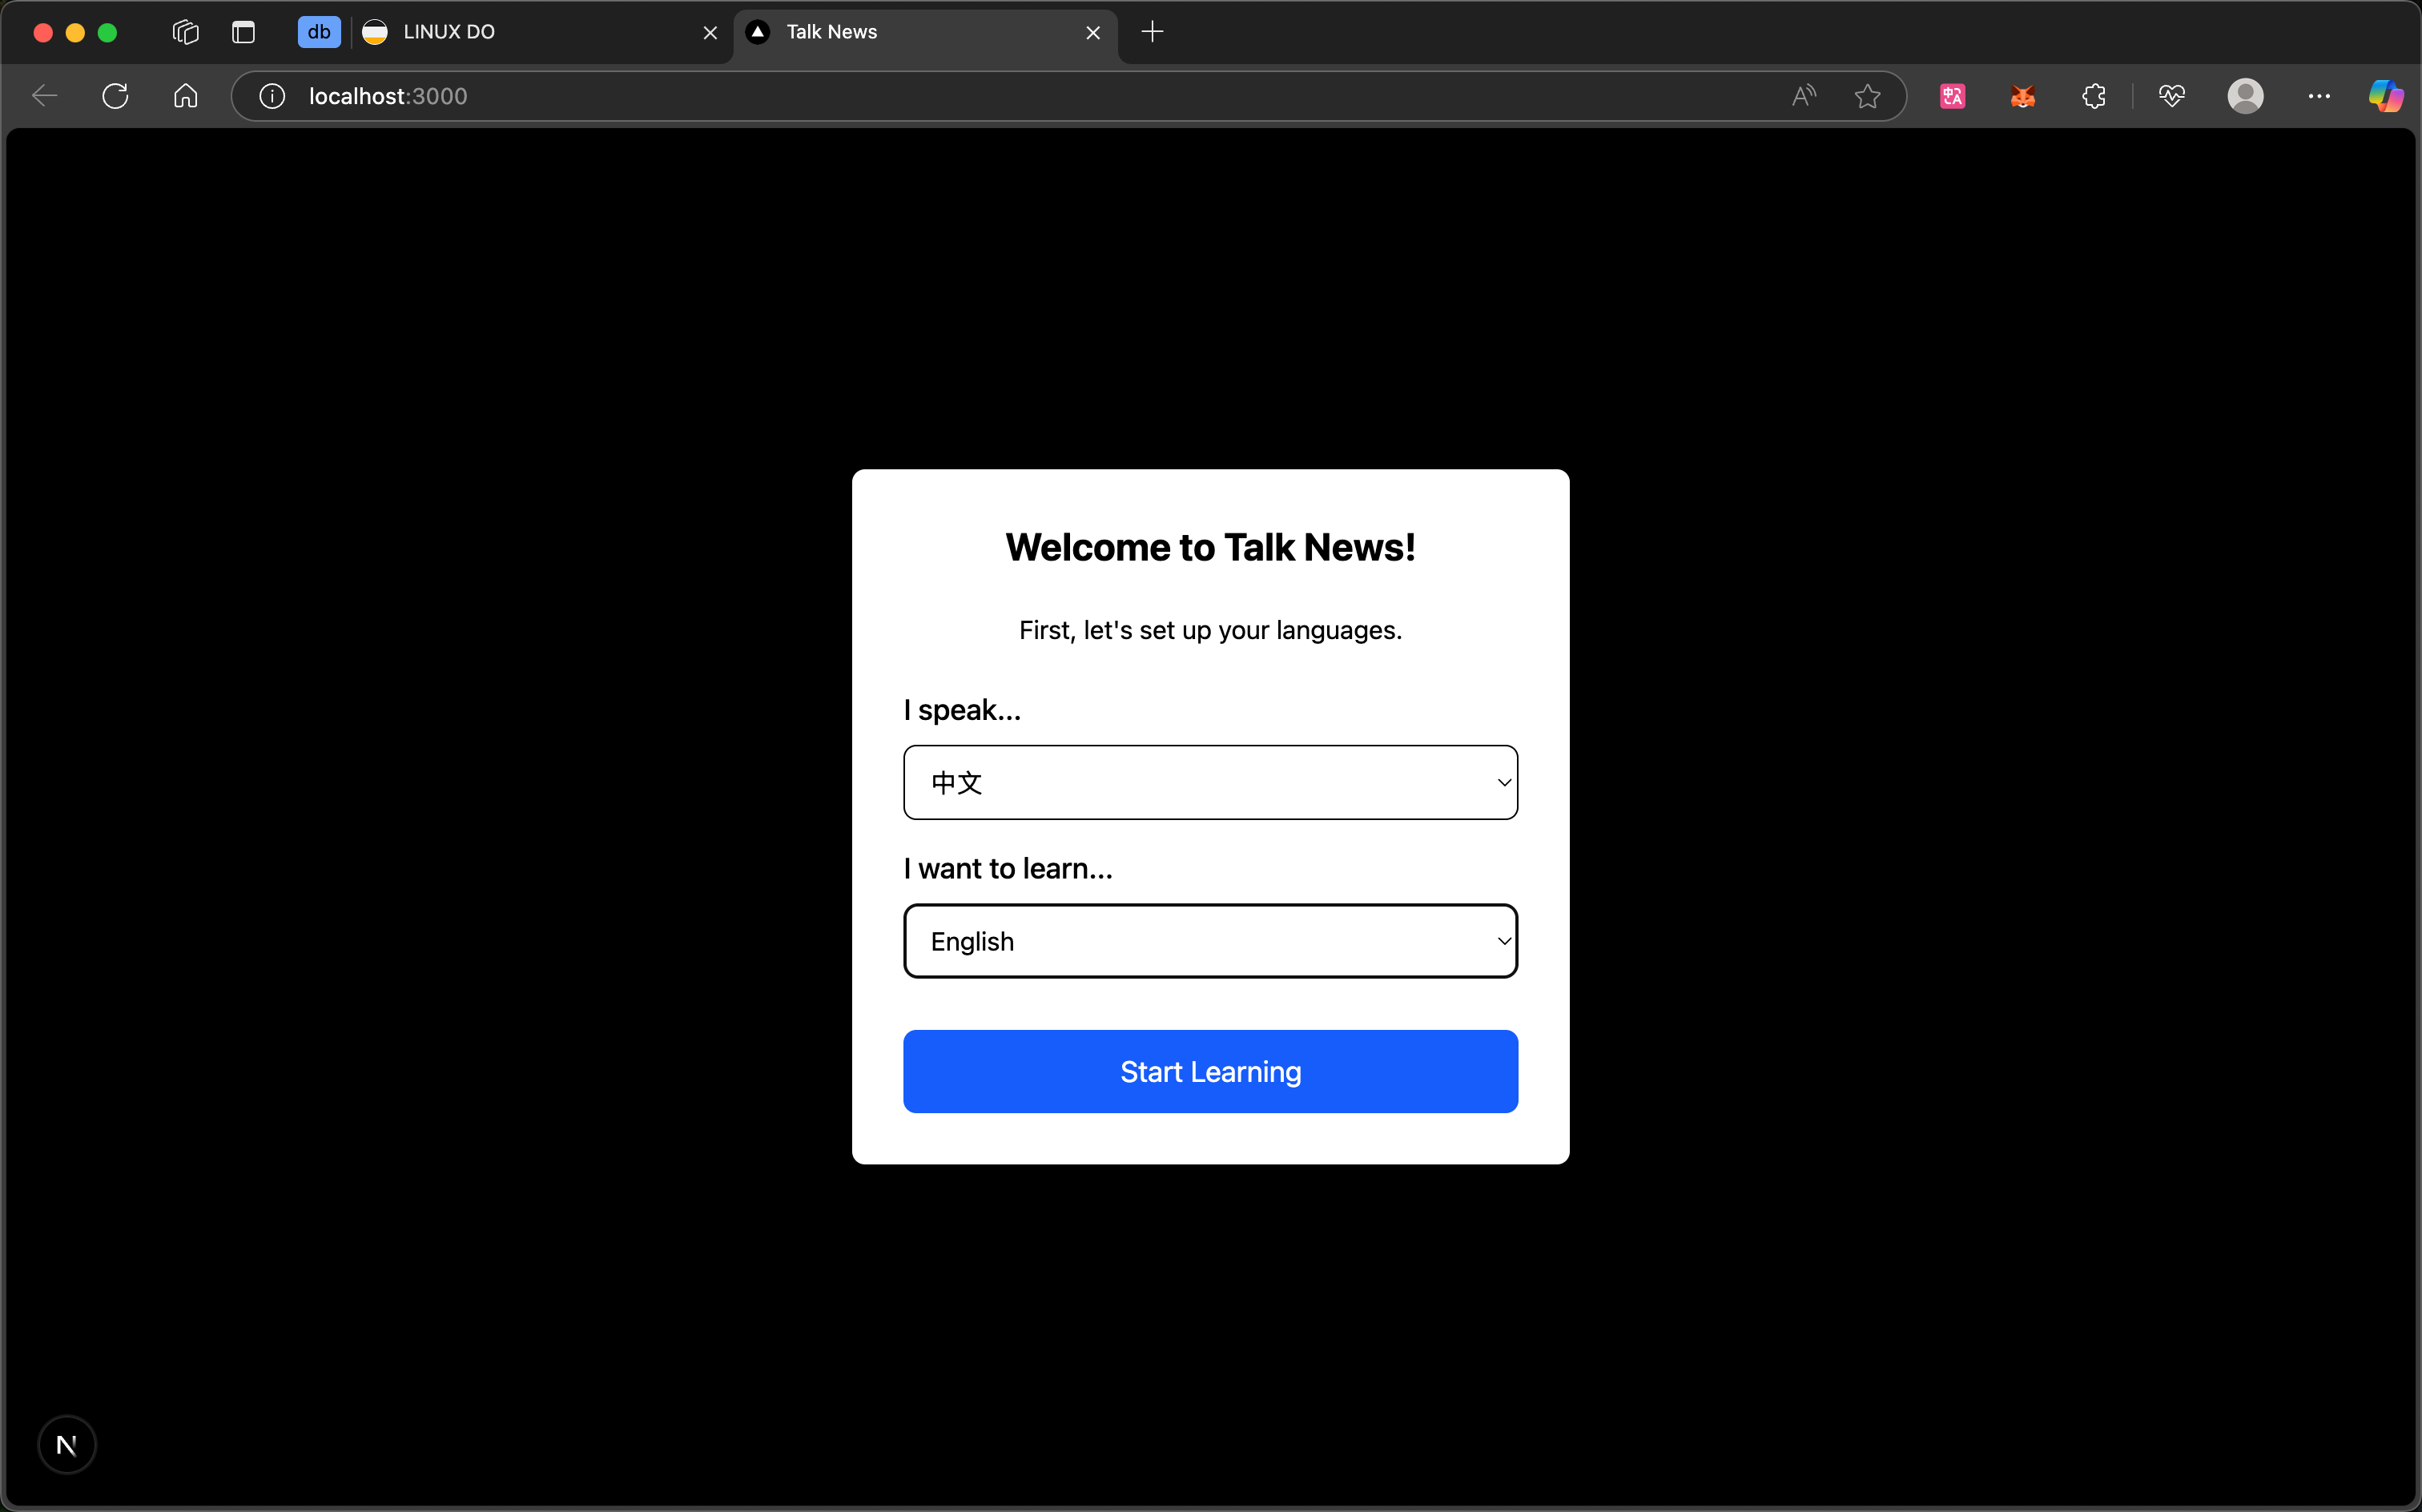 db
LINUX DO
Talk News
localhost:3000
Welcome to Talk News!
First, let's set up your languages.
I speak...
中文
I want to learn...
English
Start Learning
N